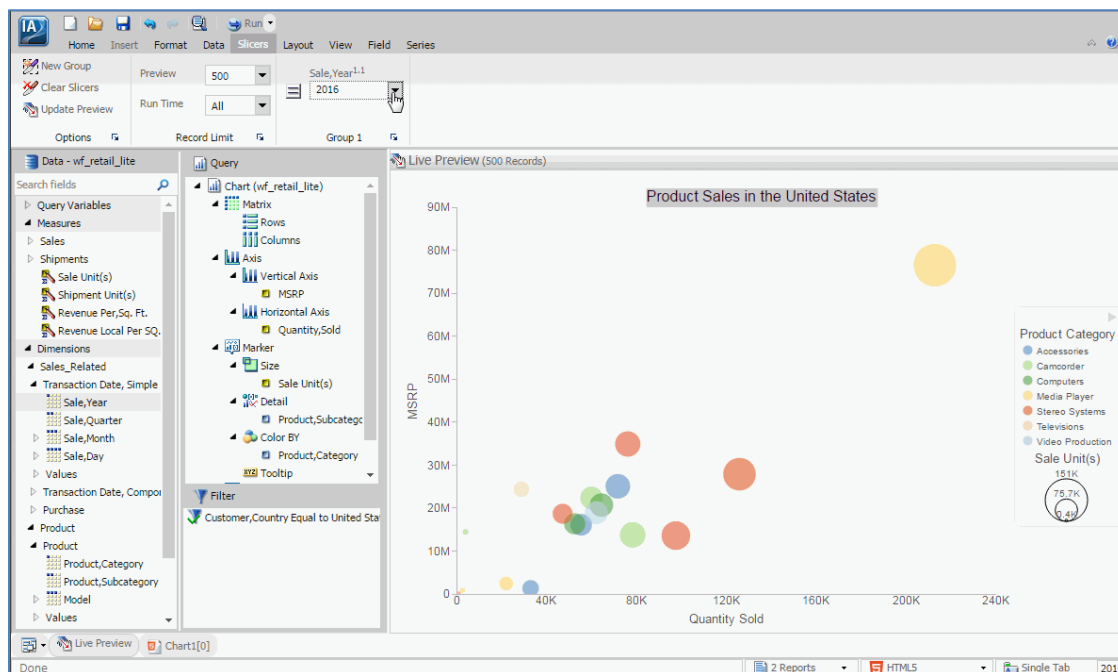 IA
Run
Home Insert Format Data Slicers Layout View Field Series
New Group
Clear Slicers
Update Preview
Options
Preview 500
Run Time All
Record Limit
Sale,Year1.1
2016
Group 1
Data - wf_retail_lite
Search fields
Query Variables
Measures
Sales
Shipments
Sale Unit(s)
Shipment Unit(s)
Revenue Per,Sq. Ft.
Revenue Local Per SQ.
Dimensions
Sales_Related
Transaction Date, Simple
Sale,Year
Sale,Quarter
Sale,Month
Sale,Day
Values
Transaction Date, Compor
Purchase
Product
Product
Product,Category
Product,Subcategory
Model
Values
Query
Chart (wf_retail_lite)
Matrix
Rows
Columns
Axis
Vertical Axis
MSRP
Horizontal Axis
Quantity,Sold
Marker
Size
Sale Unit(s)
Detail
Product,Subcategc
Color BY
Product,Category
XYZ Tooltip
Filter
Customer,Country Equal to United Sta
Live Preview (500 Records)
Product Sales in the United States
90M
80M
70M
60M
50M
40M
30M
20M
10M
0
MSRP
0 40K 80K 120K 160K 200K 240K
Quantity Sold
Product Category
Accessories
Camcorder
Computers
Media Player
Stereo Systems
Televisions
Video Production
Sale Unit(s)
151K
75.7K
0.4K
Live Preview Chart1[0]
Done 2 Reports HTML5 Single Tab 201